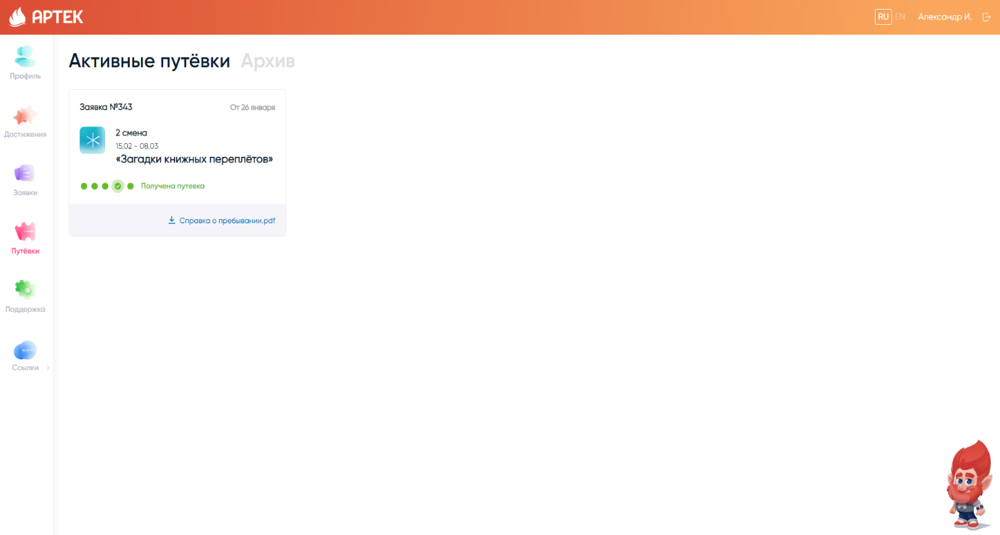 АРТЕК
RU EN Александр И.
Профиль
Достижения
Заявки
Путёвки
Поддержка
www
Ссылки ›
Активные путёвки Архив
Заявка №343 От 26 января
2 смена
15.02 - 08.03
«Загадки книжных переплётов»
Получена путевка
Справка о пребывании.pdf